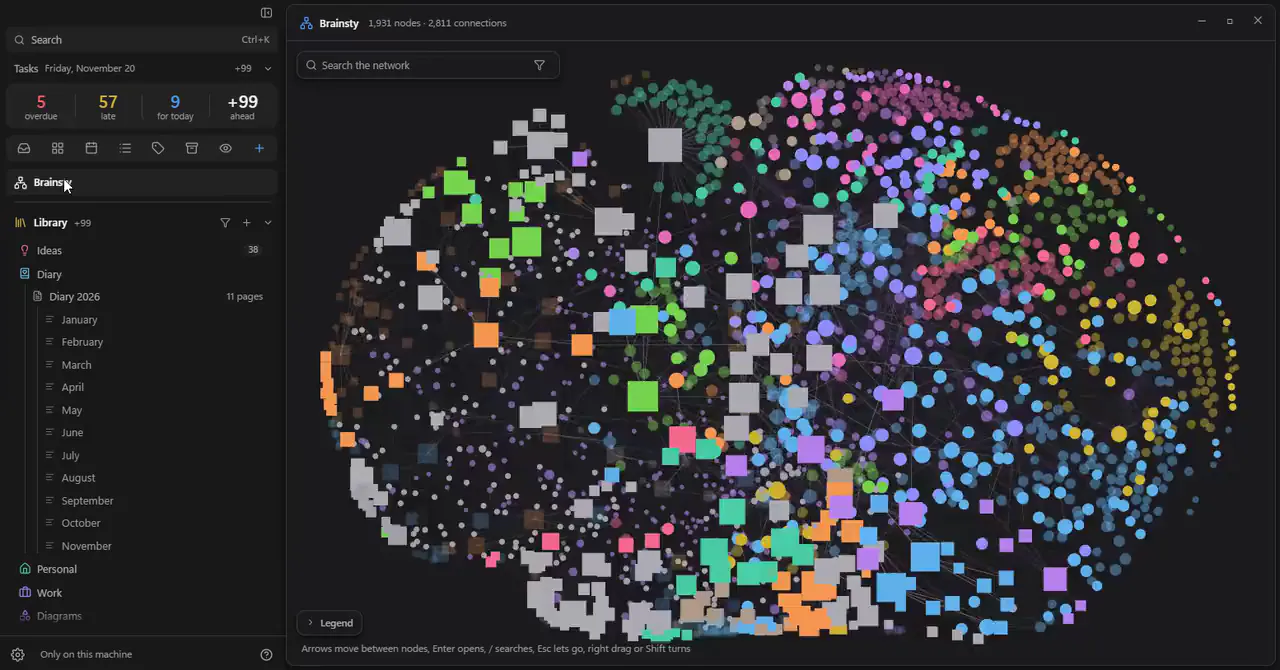 Search Ctrl+K
Tasks Friday, November 20 +99
5 57 9 +99
overdue late for today ahead
Brainsty
Library +99
Ideas 38
Diary
Diary 2026 11 pages
January
February
March
April
May
June
July
August
September
October
November
Personal
Work
Diagrams
Only on this machine
Brainsty 1,931 nodes · 2,811 connections
Search the network
Legend
Arrows move between nodes, Enter opens, / searches, Esc lets go, right drag or Shift turns